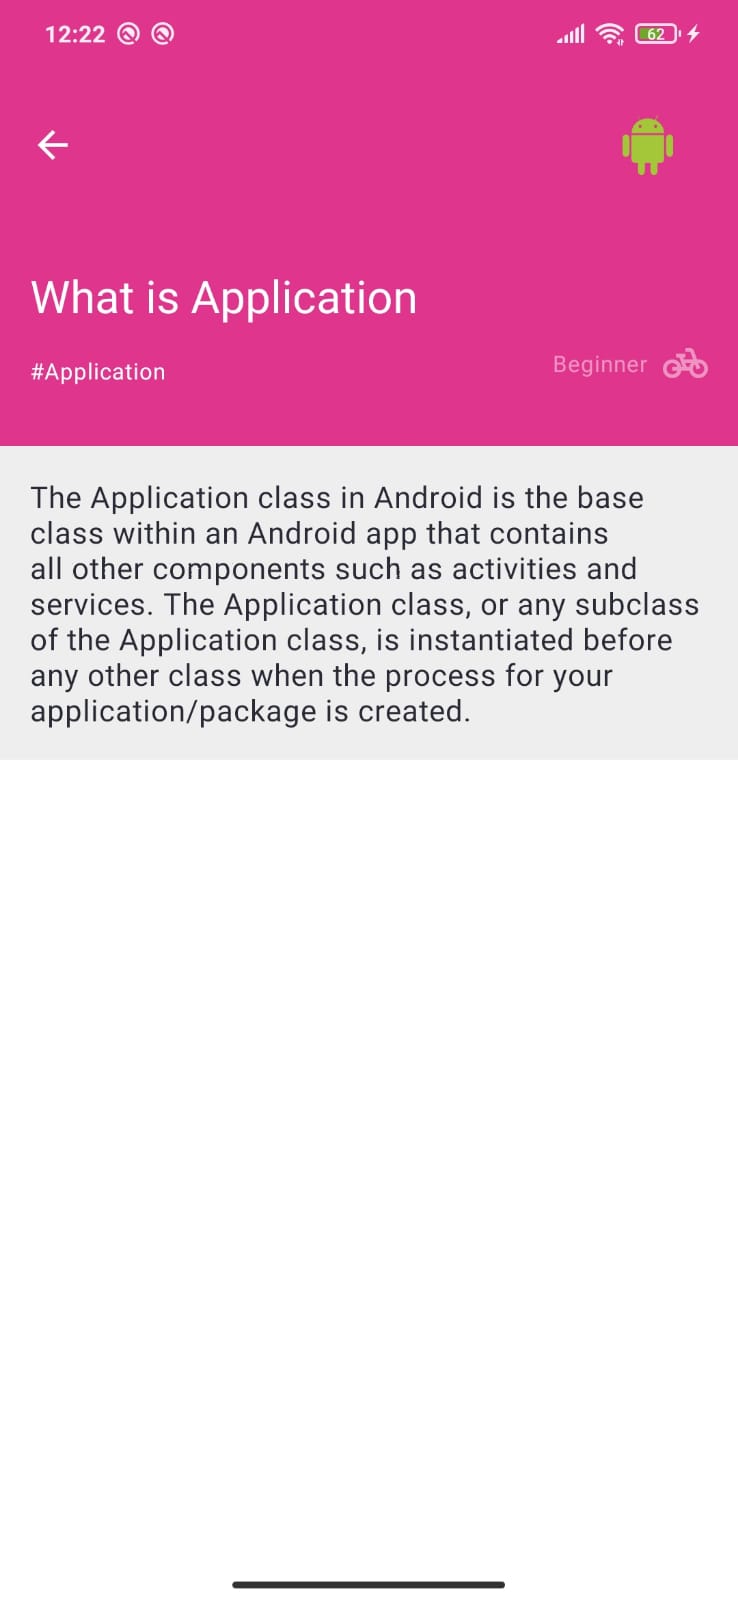 12:22
62
What is Application
#Application
Beginner
The Application class in Android is the base
class within an Android app that contains
all other components such as activities and
services. The Application class, or any subclass
of the Application class, is instantiated before
any other class when the process for your
application/package is created.